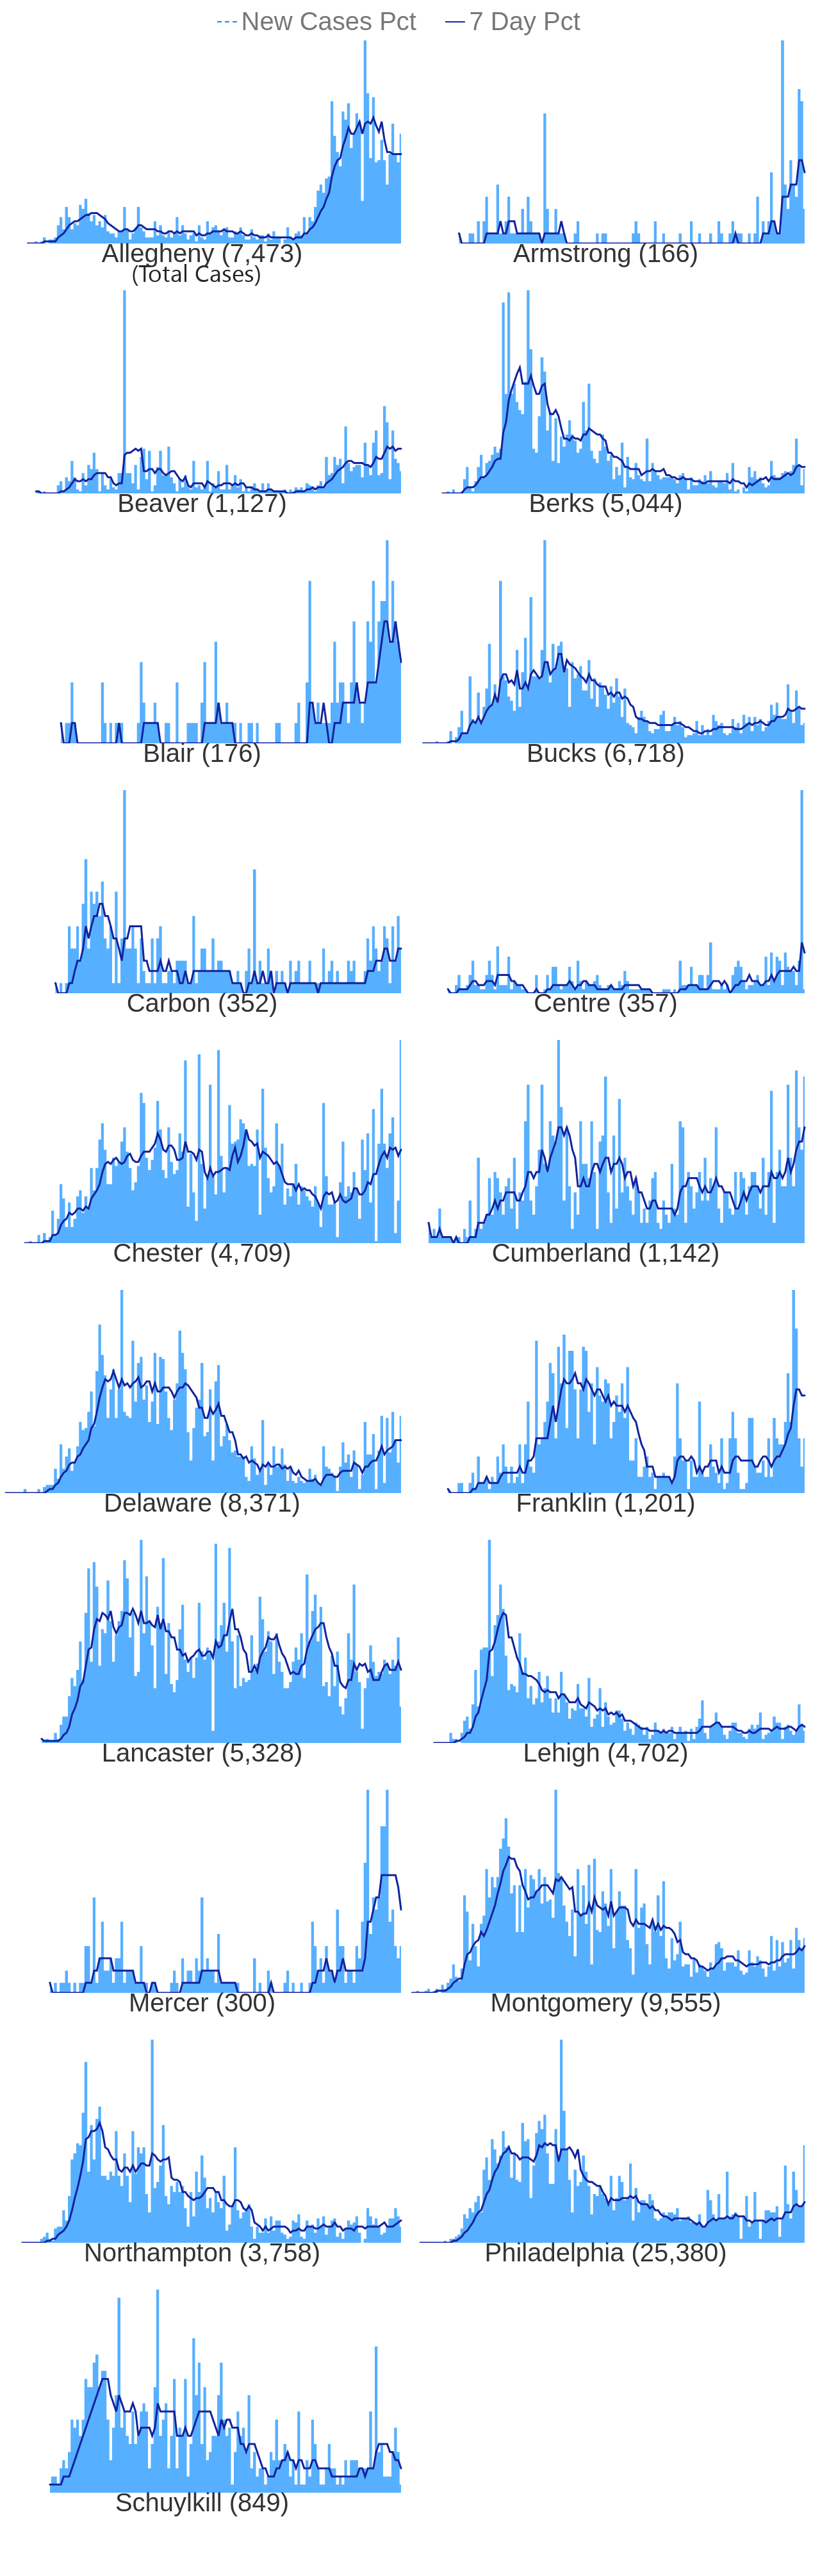 New Cases Pct 7 Day Pct
Allegheny (7,473) Armstrong (166)
(Total Cases)
Beaver (1,127) Berks (5,044)
Blair (176) Bucks (6,718)
Carbon (352) Centre (357)
Chester (4,709) Cumberland (1,142)
Delaware (8,371) Franklin (1,201)
Lancaster (5,328) Lehigh (4,702)
Mercer (300) Montgomery (9,555)
Northampton (3,758) Philadelphia (25,380)
Schuylkill (849)